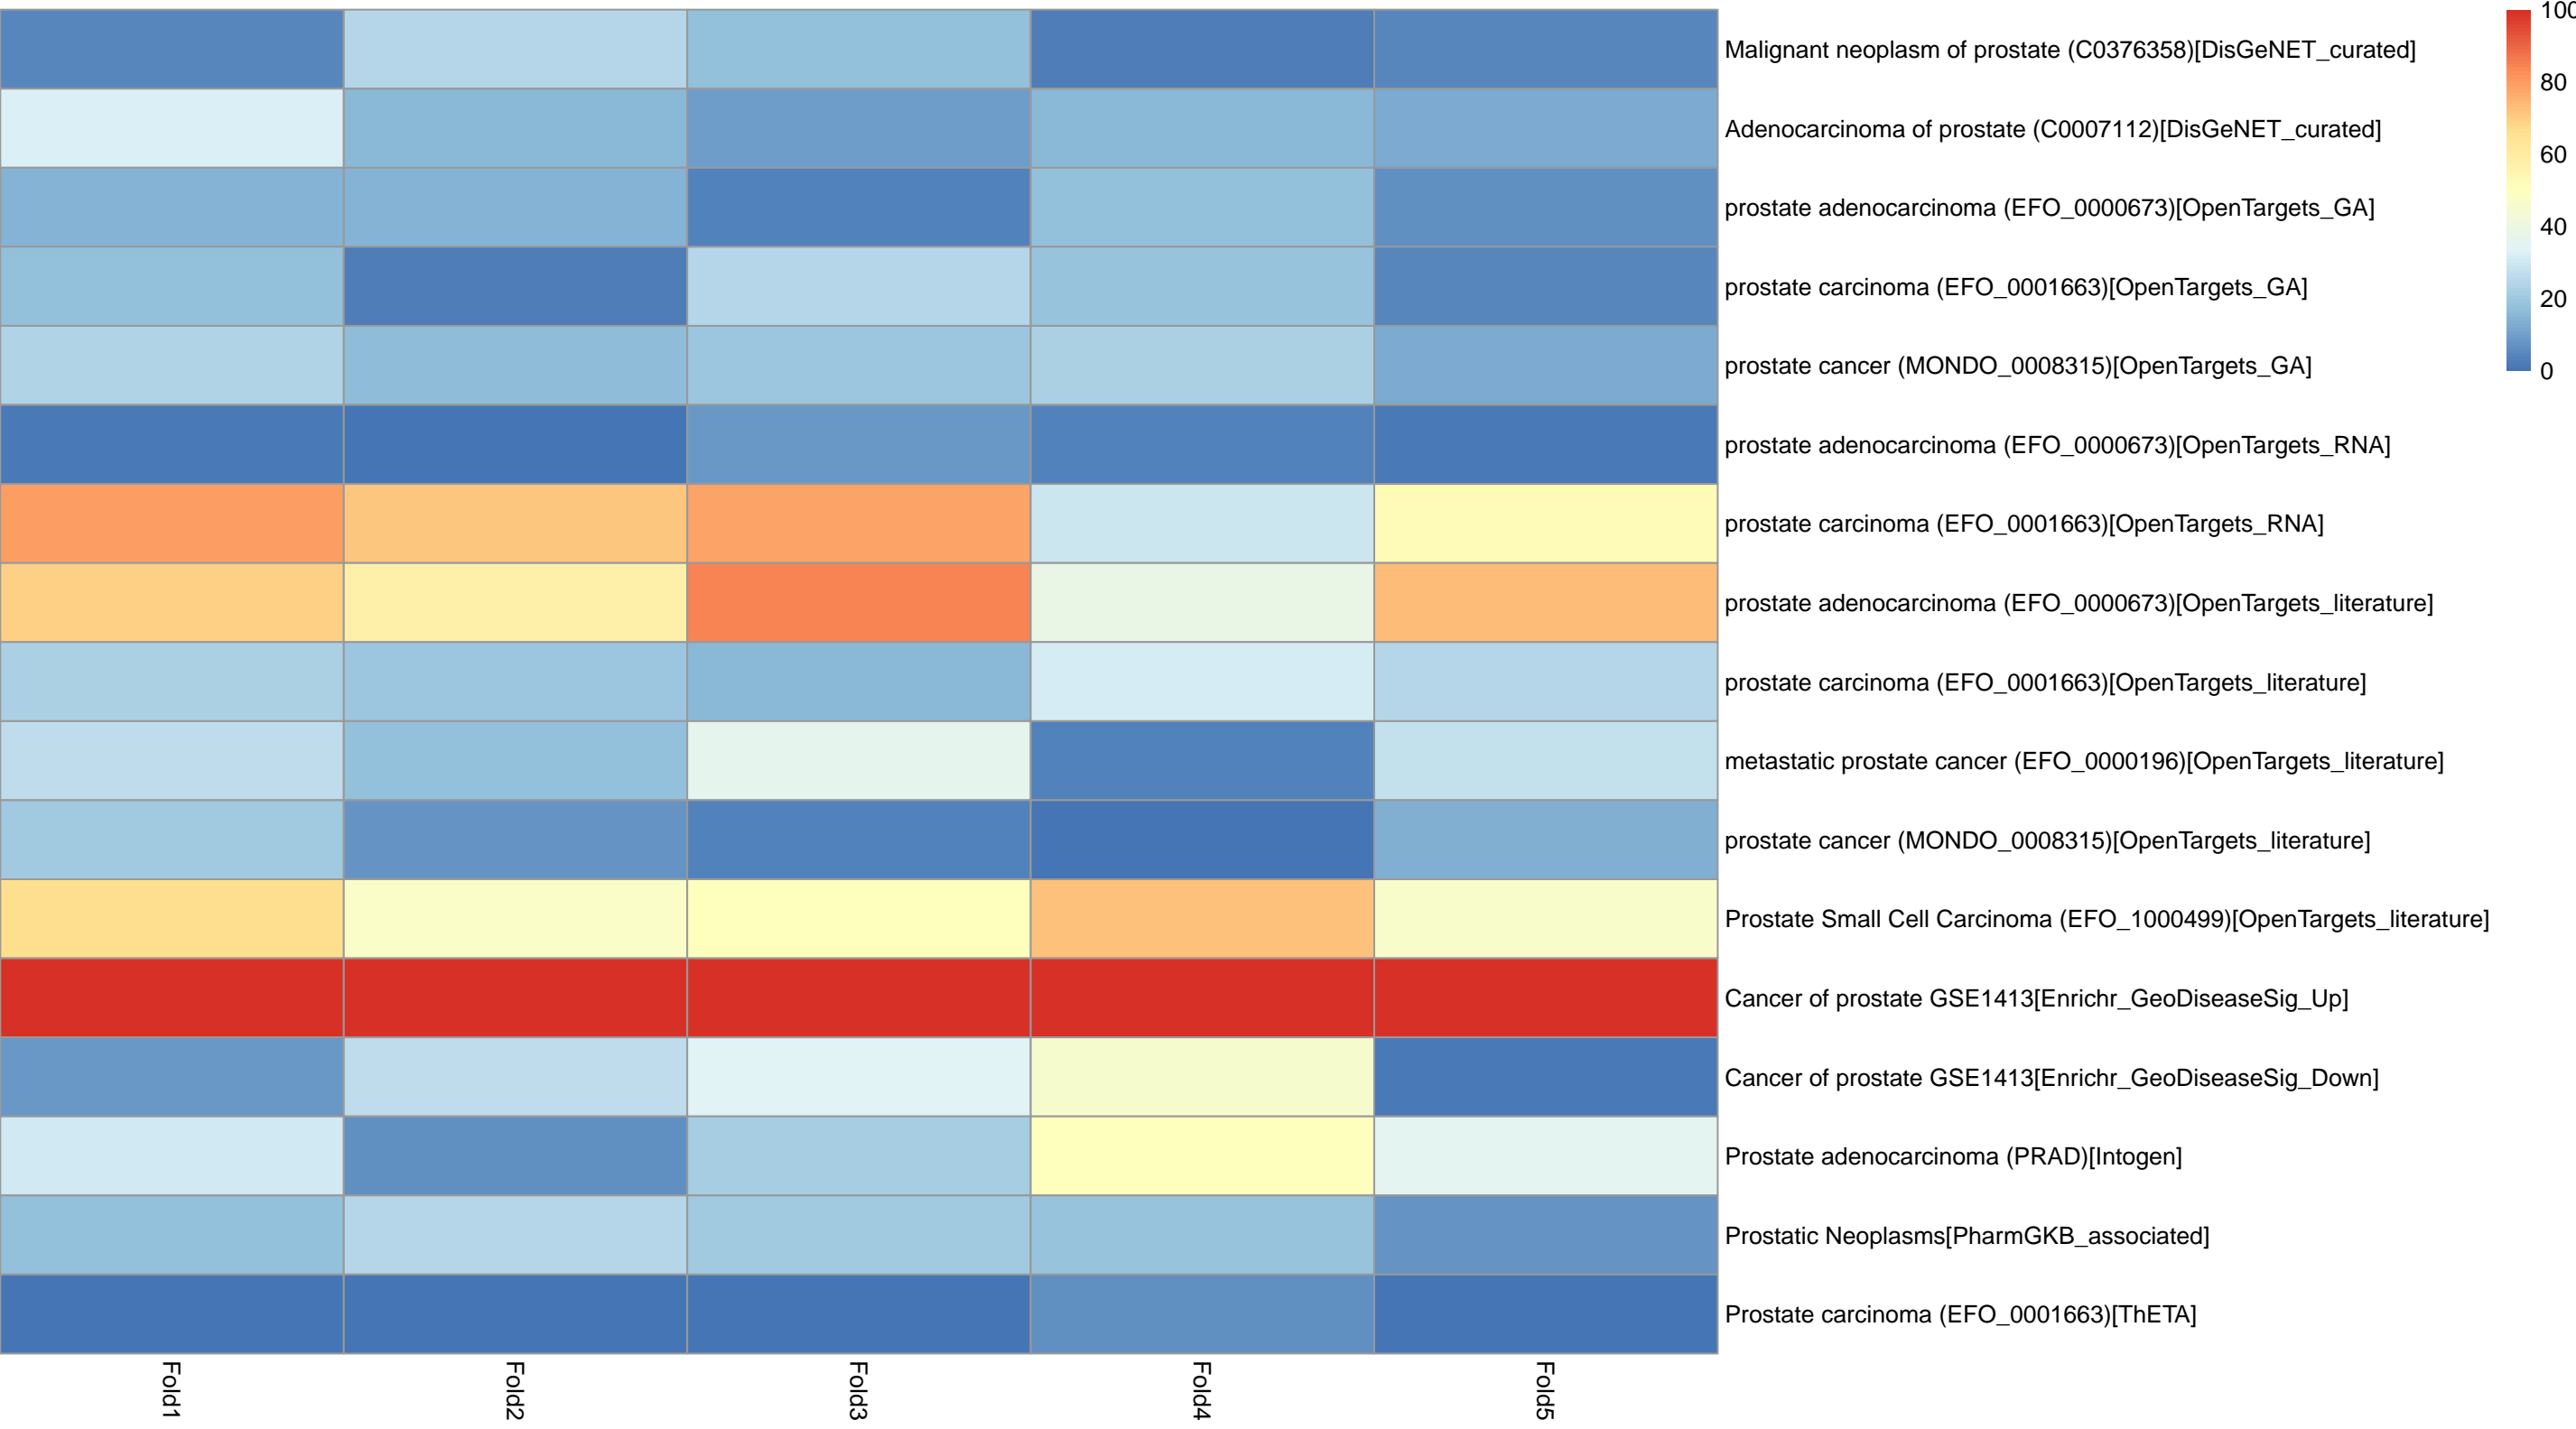 Malignant neoplasm of prostate (C0376358)[DisGeNET_curated]
Adenocarcinoma of prostate (C0007112)[DisGeNET_curated]
prostate adenocarcinoma (EFO_0000673)[OpenTargets_GA]
prostate carcinoma (EFO_0001663)[OpenTargets_GA]
prostate cancer (MONDO_0008315)[OpenTargets_GA]
prostate adenocarcinoma (EFO_0000673)[OpenTargets_RNA]
prostate carcinoma (EFO_0001663)[OpenTargets_RNA]
prostate adenocarcinoma (EFO_0000673)[OpenTargets_literature]
prostate carcinoma (EFO_0001663)[OpenTargets_literature]
metastatic prostate cancer (EFO_0000196)[OpenTargets_literature]
prostate cancer (MONDO_0008315)[OpenTargets_literature]
Prostate Small Cell Carcinoma (EFO_1000499)[OpenTargets_literature]
Cancer of prostate GSE1413[Enrichr_GeoDiseaseSig_Up]
Cancer of prostate GSE1413[Enrichr_GeoDiseaseSig_Down]
Prostate adenocarcinoma (PRAD)[Intogen]
Prostatic Neoplasms[PharmGKB_associated]
Prostate carcinoma (EFO_0001663)[ThETA]
Fold1
Fold2
Fold3
Fold4
Fold5
100
80
60
40
20
0